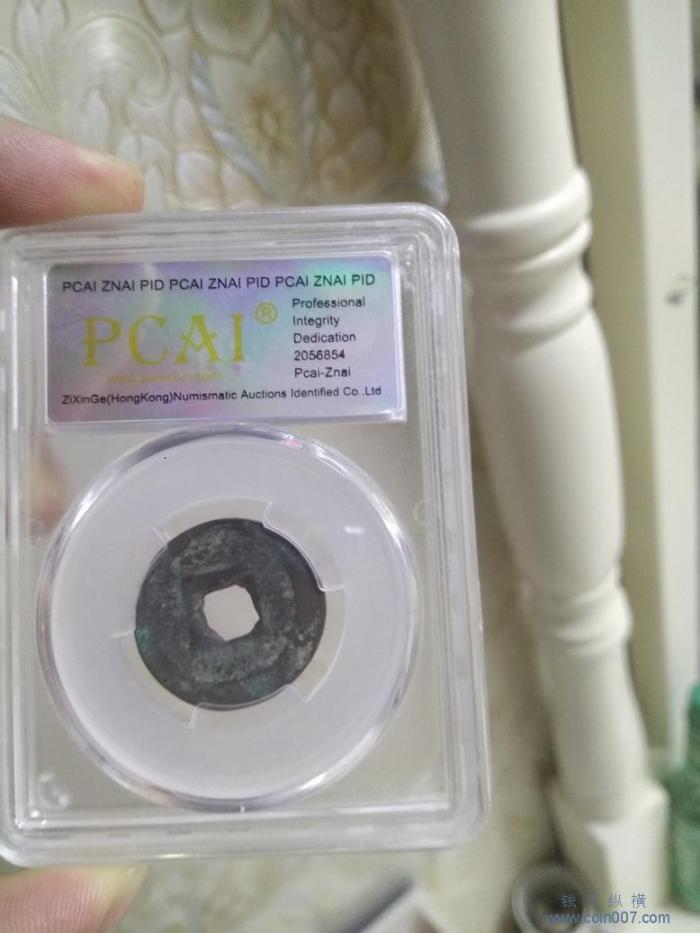 PCAI ZNAI PID PCAI ZNAI PID PCAI ZNAI PID
PCAI®
Professional
Integrity
Dedication
2056854
Pcai-Znai
ZiXinGe(HongKong)Numismatic Auctions Identified Co.,Ltd
钱币纵横
www.coin007.com